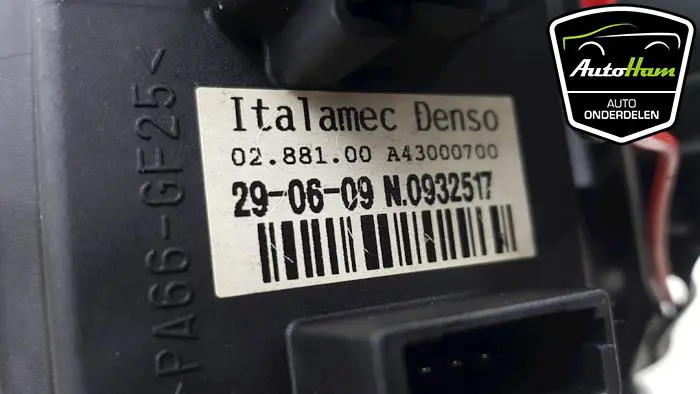 Italamec Denso
02.881.00 A43000700
29-06-09 N.0932517
>PA66-GF25<
AutoHam
AUTO
ONDERDELEN